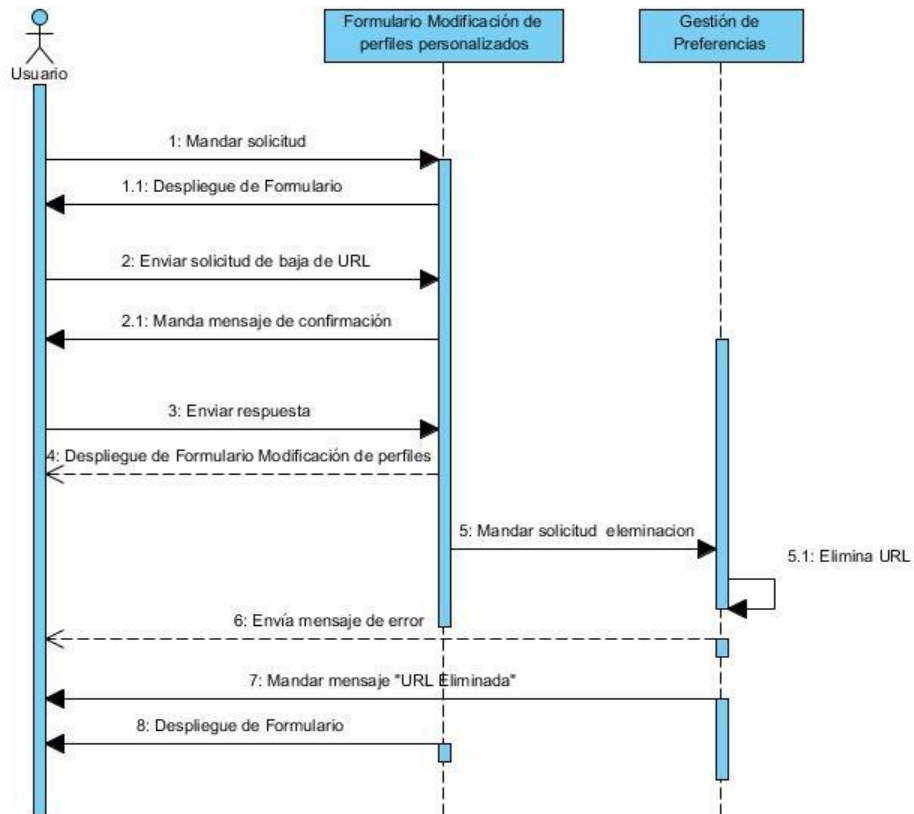 Formulario Modificación de
perfiles personalizados
Gestión de
Preferencias
Usuario
1: Mandar solicitud
1.1: Despliegue de Formulario
2: Enviar solicitud de baja de URL
2.1: Manda mensaje de confirmación
3: Enviar respuesta
4: Despliegue de Formulario Modificación de perfiles
5: Mandar solicitud eleminacion
5.1: Elimina URL
6: Envía mensaje de error
7: Mandar mensaje "URL Eliminada"
8: Despliegue de Formulario